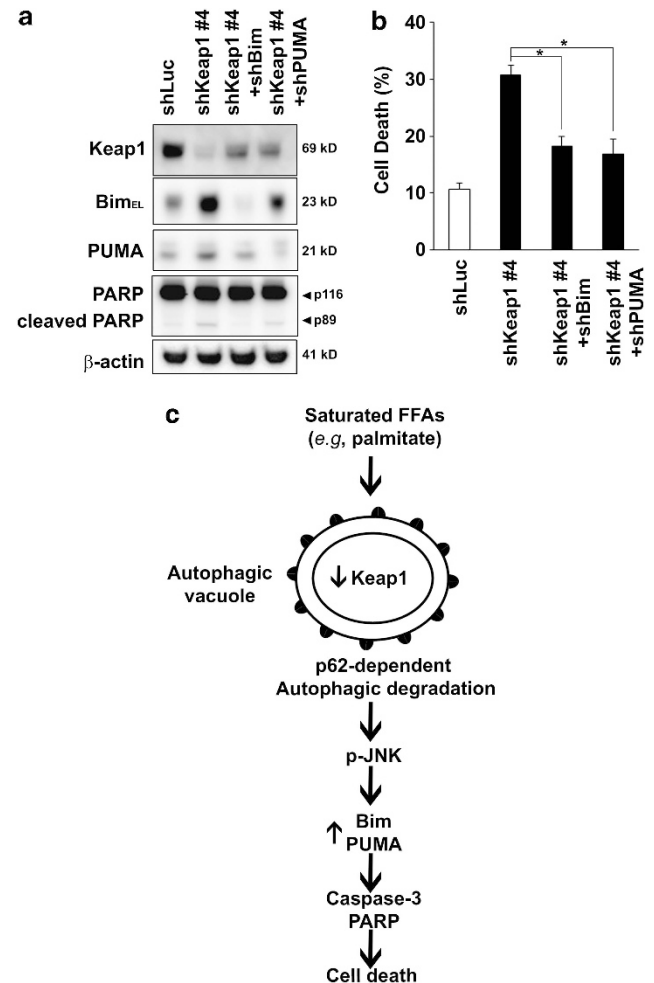 a
shLuc
shKeap1 #4
shKeap1 #4
+shBim
shKeap1 #4
+shPUMA
Keap1
69 kD
BimEL
23 kD
PUMA
21 kD
PARP
◄p116
cleaved PARP
◄p89
β-actin
41 kD
b
Cell Death (%)
40
30
20
10
0
*
*
shLuc
shKeap1 #4
shKeap1 #4
+shBim
shKeap1 #4
+shPUMA
c
Saturated FFAs
(e.g, palmitate)
↓ Keap1
Autophagic
vacuole
p62-dependent
Autophagic degradation
p-JNK
↑ Bim
PUMA
Caspase-3
PARP
Cell death